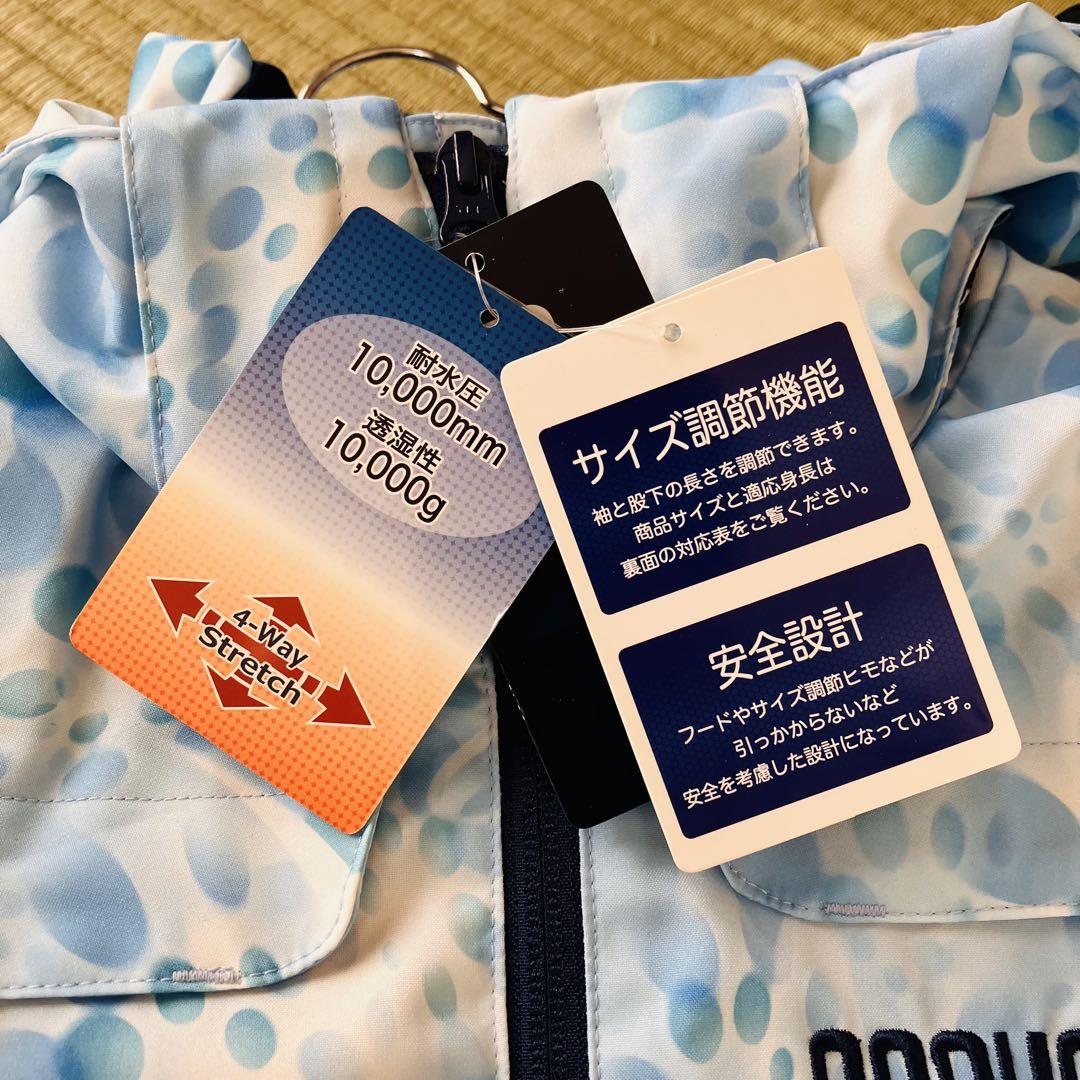 耐水圧
10,000mm
透湿性
10,000g
4-Way
Stretch
サイズ調節機能
袖と股下の長さを調節できます。
商品サイズと適応身長は
裏面の対応表をご覧ください。
安全設計
フードやサイズ調節ヒモなどが
引っかからないなど
安全を考慮した設計になっています。